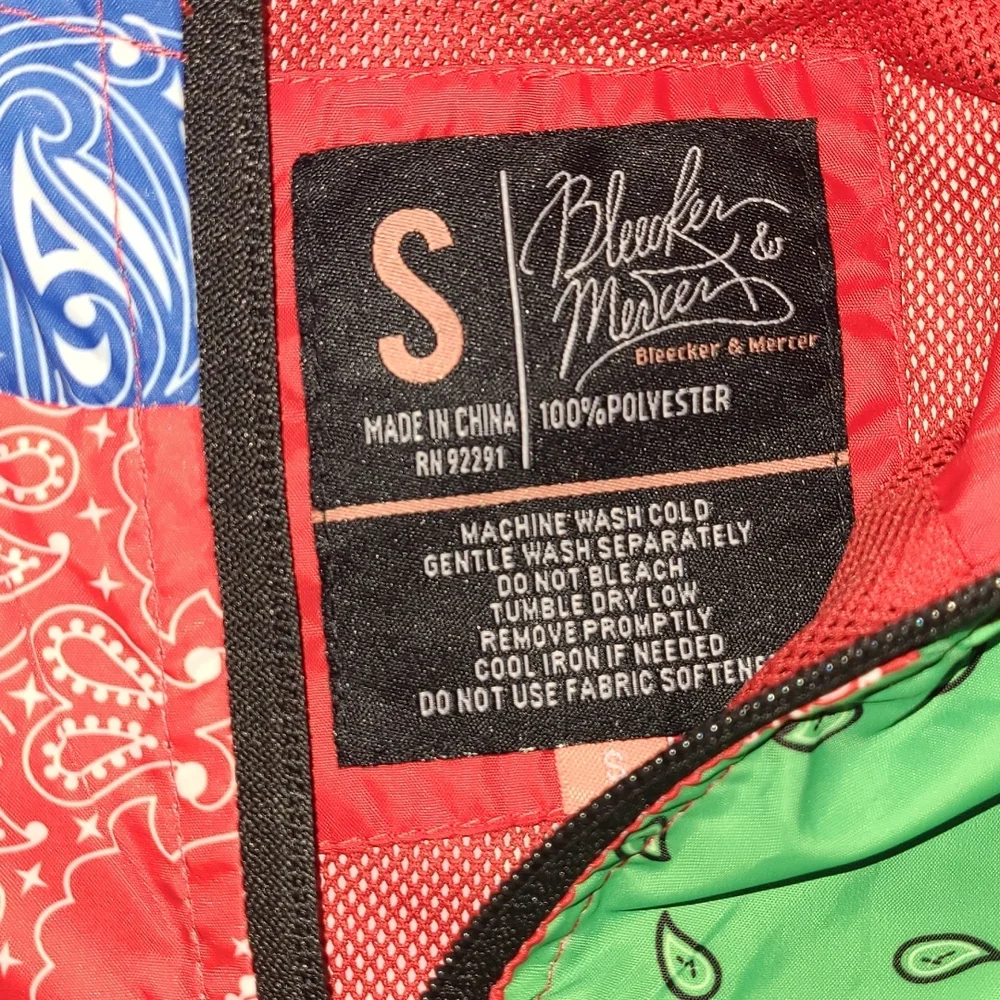 S
Bleecker &
Mercer
Bleecker & Mercer
MADE IN CHINA
RN 92291
100%POLYESTER
MACHINE WASH COLD
GENTLE WASH SEPARATELY
DO NOT BLEACH
TUMBLE DRY LOW
REMOVE PROMPTLY
COOL IRON IF NEEDED
DO NOT USE FABRIC